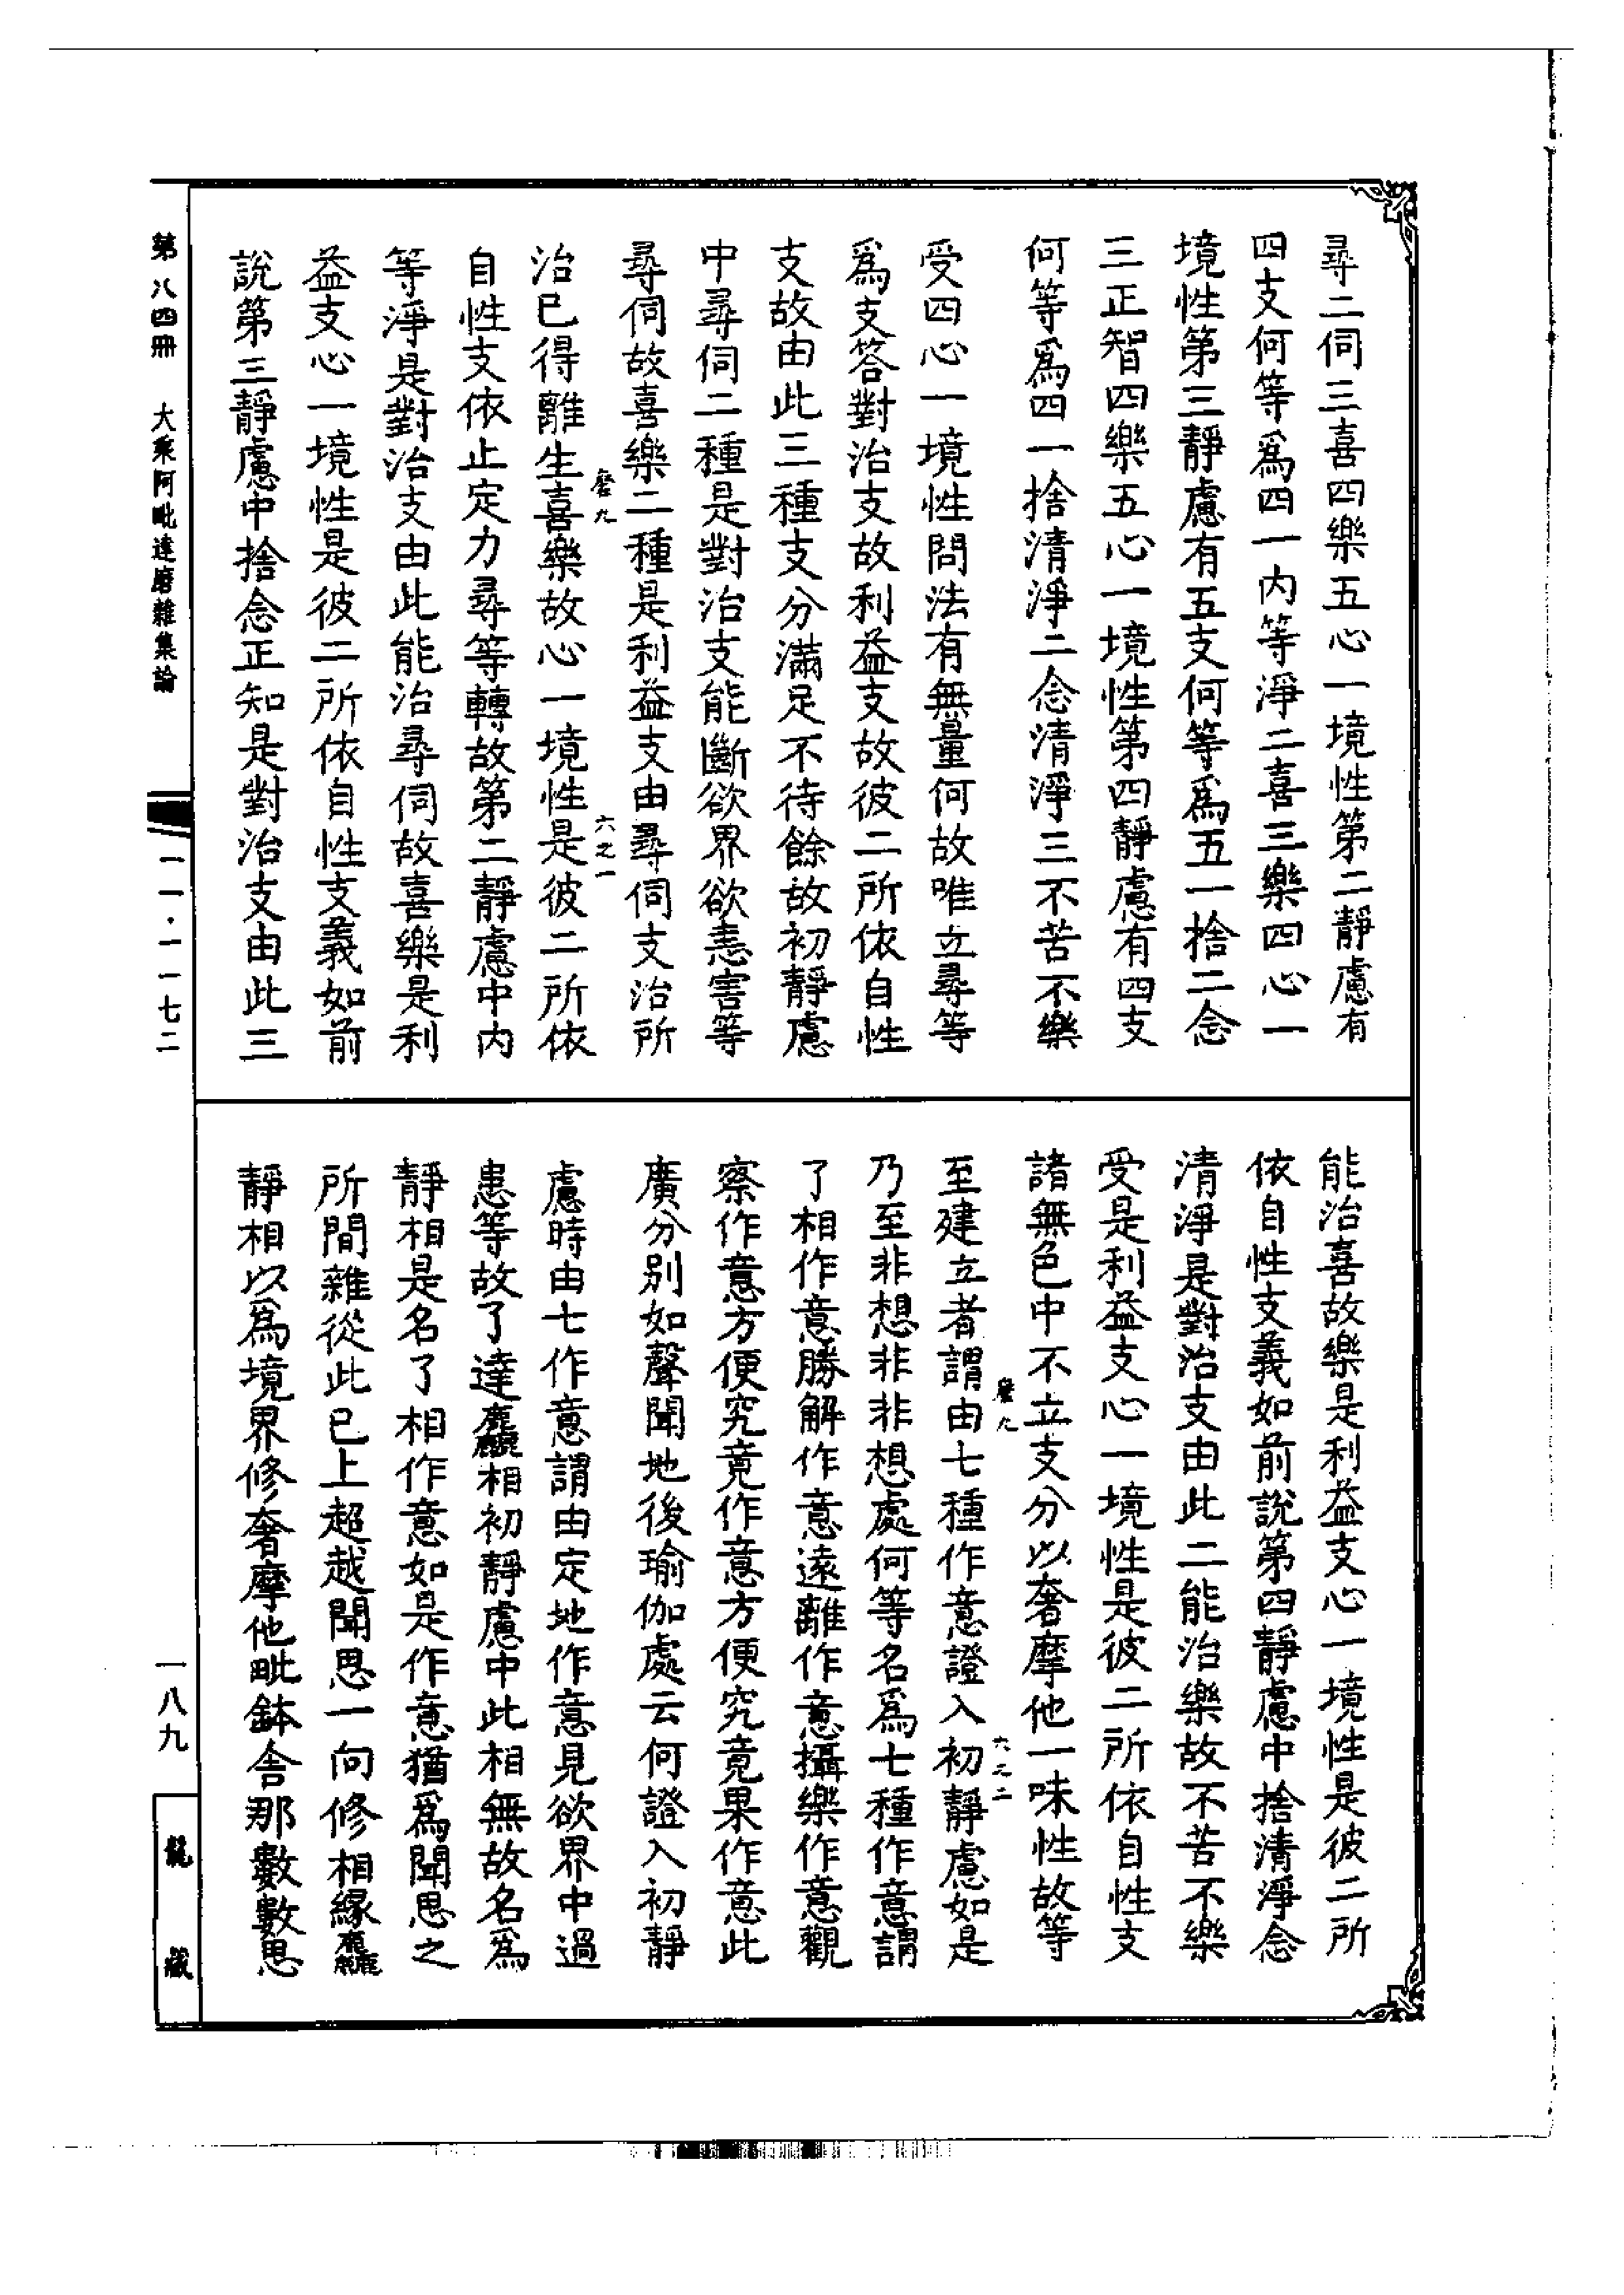 尋二伺三喜四樂五心一境性第二靜慮有
四支何等爲四一内等淨二喜三樂四心一
境性第三靜慮有五支何等爲五一捨二念
三正智四樂五心一境性第四靜慮有四支
何等爲四一捨清淨二念清淨三不苦不樂
受四心一境性問法有無量何故唯立尋等
爲支答對治支故利益支故彼二所依自性
支故由此三種支分滿足不待餘故初靜慮
中尋伺二種是對治支能斷欲界欲恚害等
尋伺故喜樂二種是利益支由尋伺支治所
磨九
六之一
治已得離生喜樂故心一境性是彼二所依
自性支依止定力尋等轉故第二靜慮中内
等淨是對治支由此能治尋伺故喜樂是利
益支心一境性是彼二所依自性支義如前
說第三靜慮中捨念正知是對治支由此三
能治喜故樂是利益支心一境性是彼二所
依自性支義如前說第四靜慮中捨清淨念
清淨是對治支由此二能治樂故不苦不樂
受是利益支心一境性是彼二所依自性支
諸無色中不立支分以奢摩他一味性故等
磨九
六之二
至建立者謂由七種作意證入初靜慮如是
乃至非想非非想處何等名爲七種作意謂
了相作意勝解作意遠離作意攝樂作意觀
察作意方便究竟作意方便究竟果作意此
廣分別如聲聞地後瑜伽處云何證入初靜
慮時由七作意謂由定地作意見欲界中過
患等故了達麤相初靜慮中此相無故名爲
靜相是名了相作意如是作意猶爲聞思之
所間雜從此已上超越聞思一向修相緣麤
靜相以爲境界修奢摩他毗鉢舍那數數思
第八四冊 大乘阿毗達磨雜集論
一一·一一七二
一八九
龍藏